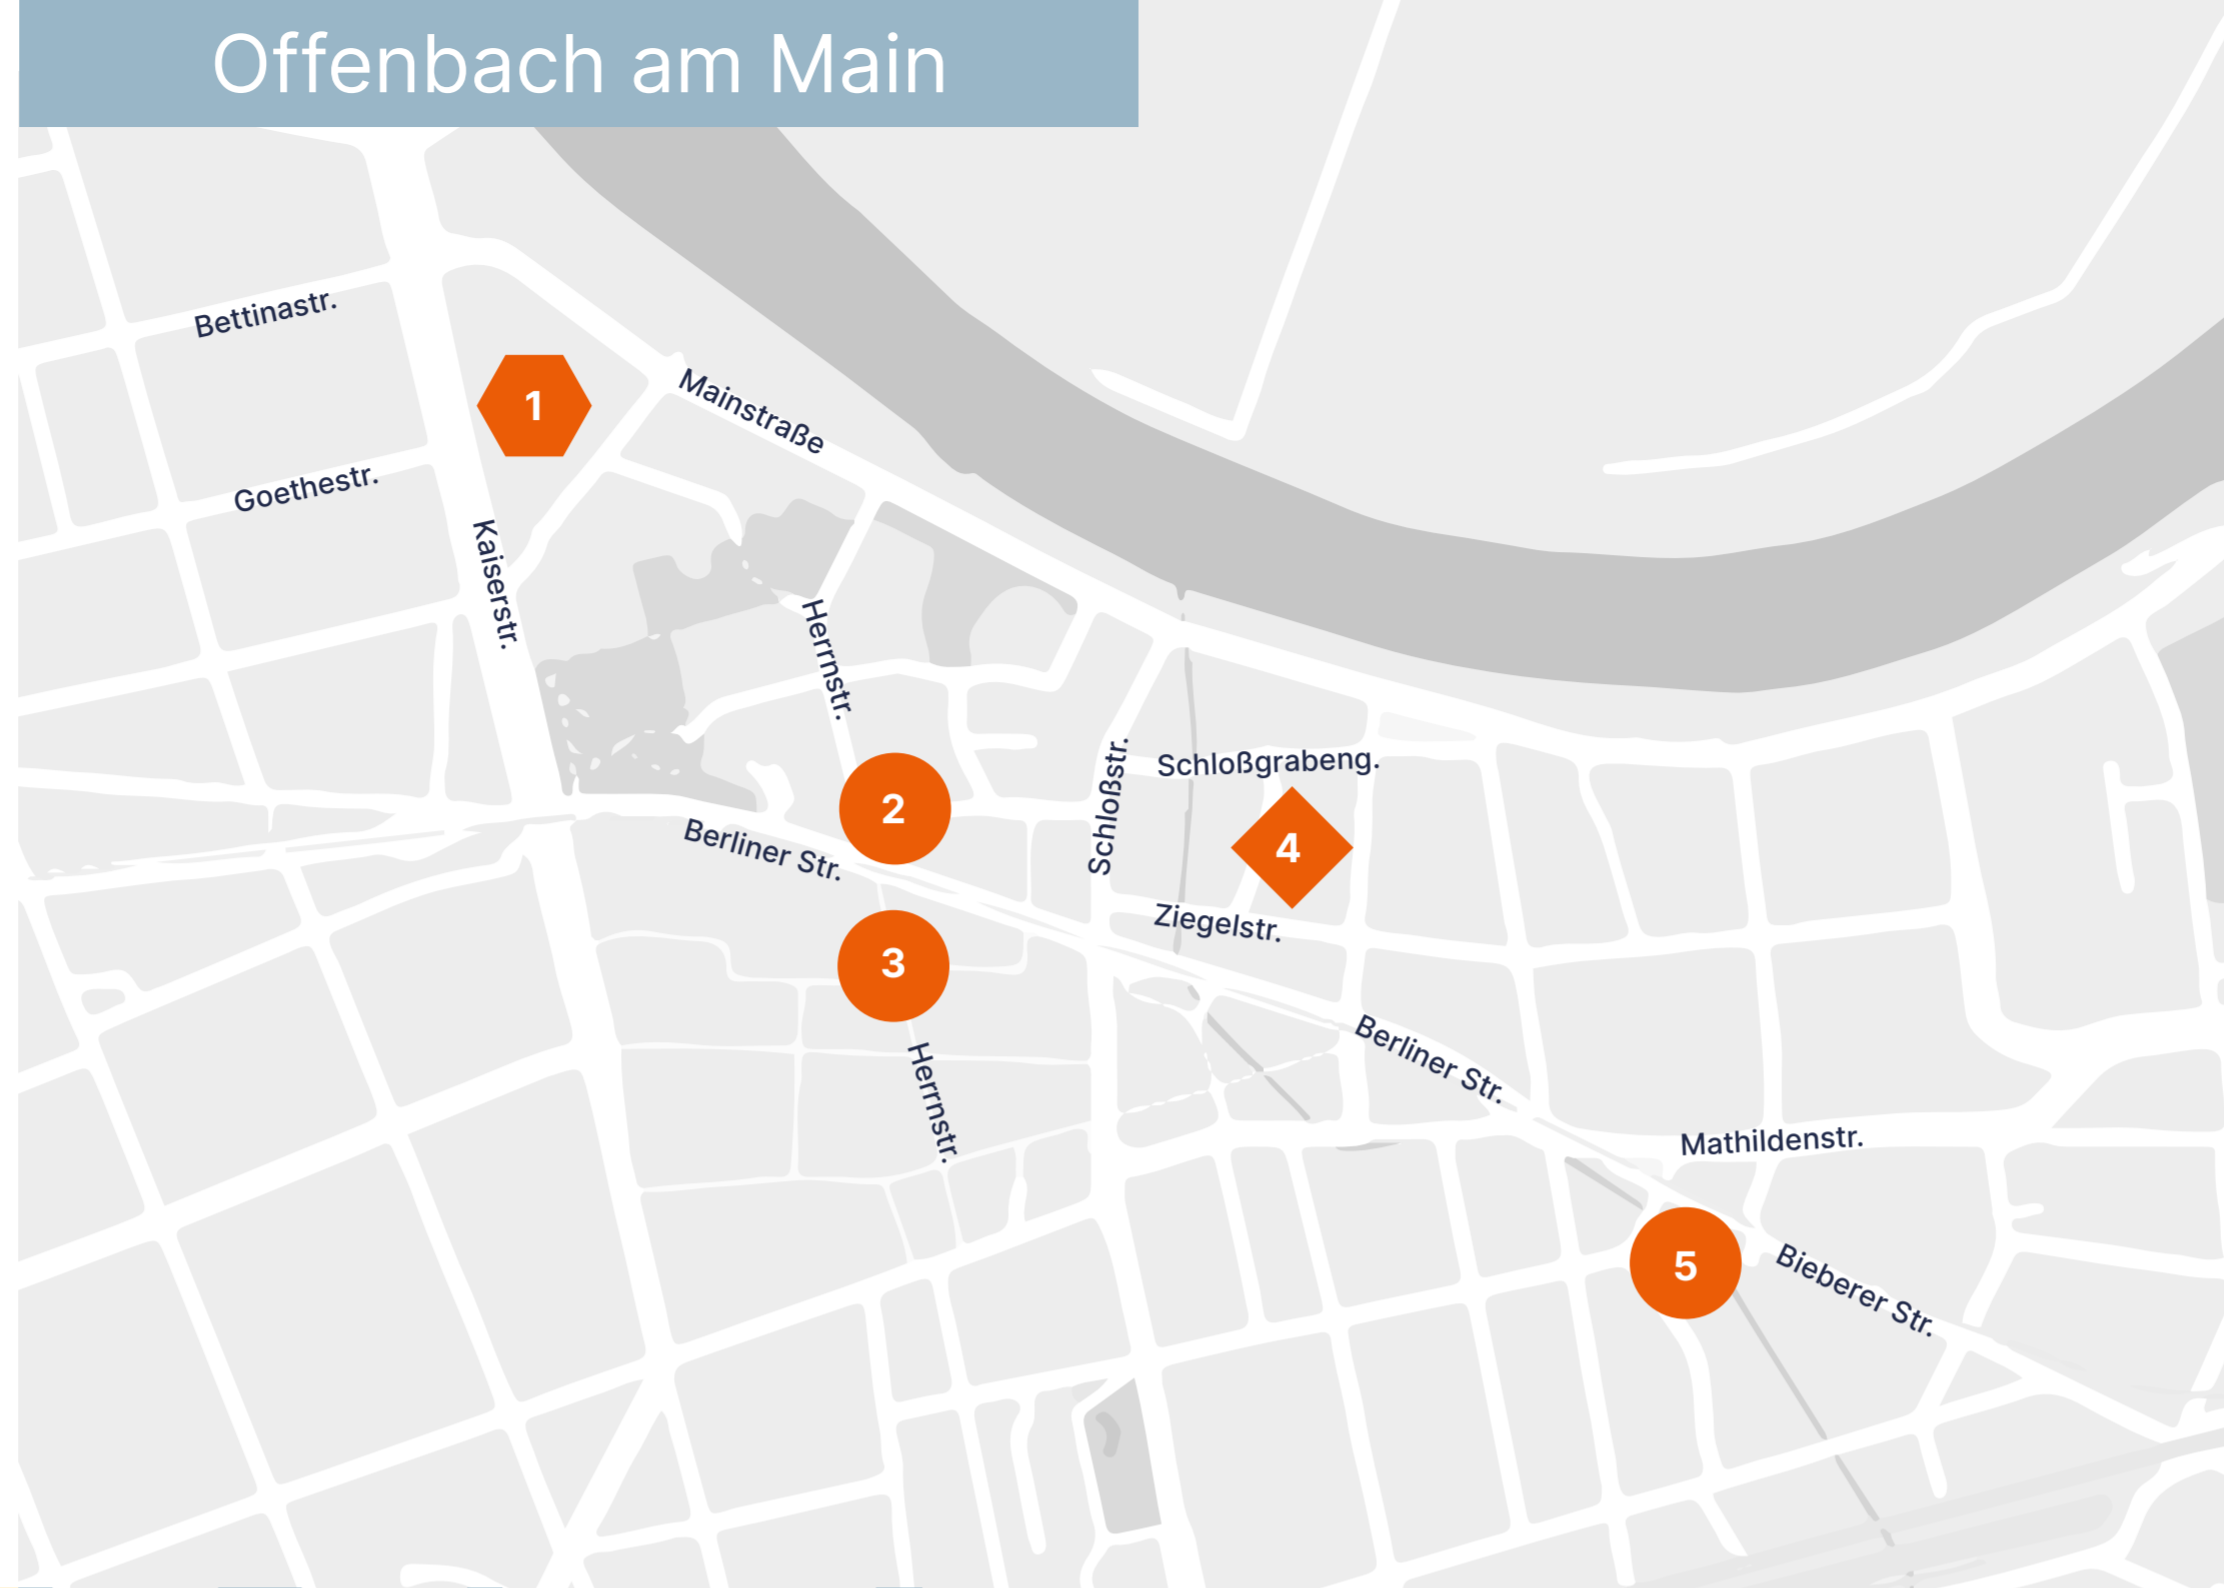 Offenbach am Main
Bettinastr.
Mainstraße
1
Goethestr.
Kaiserstr.
Herrnstr.
Schloßstr.
Schloßgrabeng.
2
Berliner Str.
4
Ziegelstr.
3
Berliner Str.
Herrnstr.
Mathildenstr.
5
Bieberer Str.